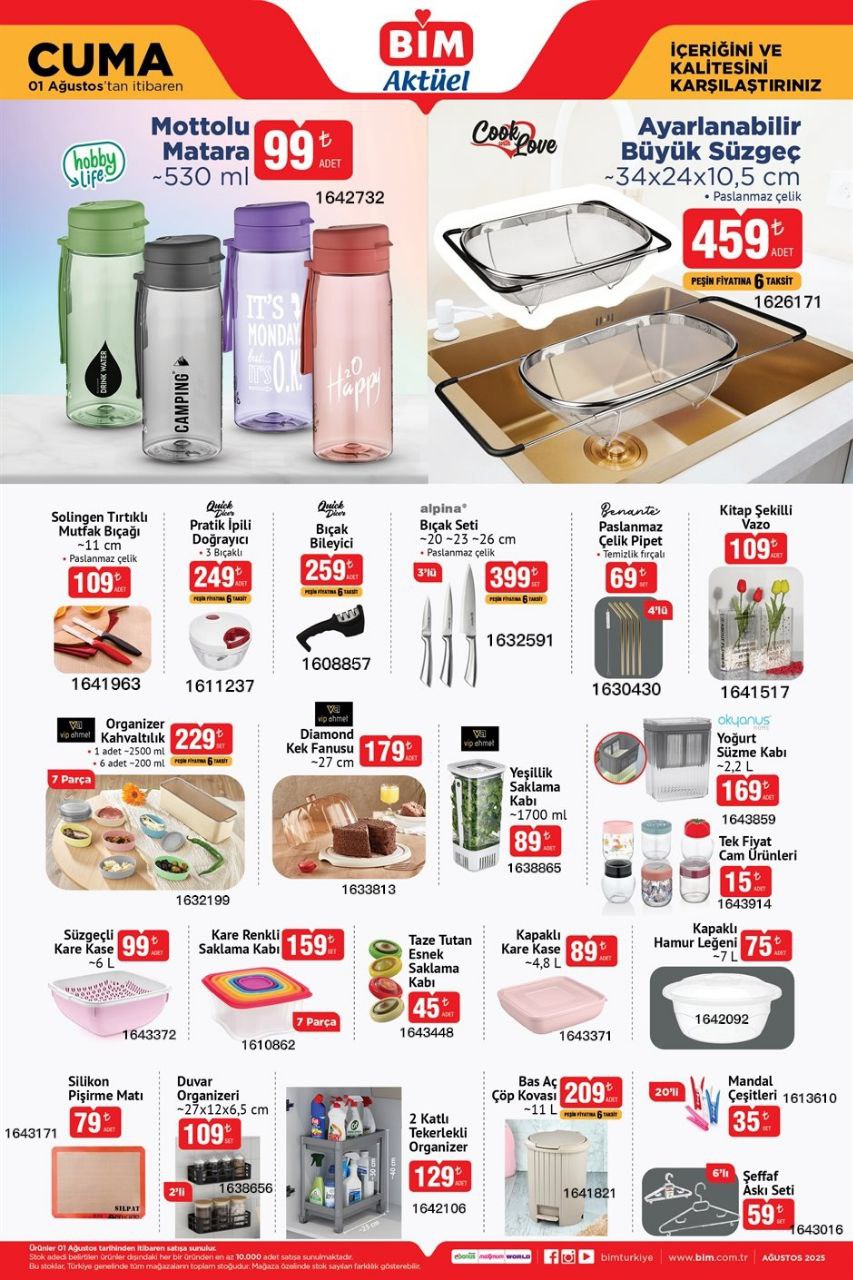 CUMA
01 Ağustos'tan itibaren
BİM
Aktüel
İÇERİĞİNİ VE
KALİTESİNİ
KARŞILAŞTIRINIZ
hobby
life
Mottolu
Matara
~530 ml
99₺
ADET
1642732
DRINK WATER
CAMPING
IT'S
MONDAY
but...
IT'S
O.K.
H2O
Happy
Cook with Love
Ayarlanabilir
Büyük Süzgeç
~34x24x10,5 cm
• Paslanmaz çelik
459₺
ADET
PEŞİN FİYATINA 6 TAKSİT
1626171
Solingen Tırtıklı
Mutfak Bıçağı
~11 cm
• Paslanmaz çelik
109₺
ADET
1641963
Quick
Dicer
Pratik İpili
Doğrayıcı
• 3 Bıçaklı
249₺
ADET
PEŞİN FİYATINA 6 TAKSİT
1611237
Quick
Dicer
Bıçak
Bileyici
259₺
ADET
PEŞİN FİYATINA 6 TAKSİT
1608857
alpina®
Bıçak Seti
~20 ~23 ~26 cm
• Paslanmaz çelik
3'lü
399₺
SET
PEŞİN FİYATINA 6 TAKSİT
1632591
Benante
Paslanmaz
Çelik Pipet
• Temizlik fırçalı
69₺
SET
4'lü
1630430
Kitap Şekilli
Vazo
109₺
ADET
1641517
va
vip ahmet
Organizer
Kahvaltılık
• 1 adet ~2500 ml
• 6 adet ~200 ml
229₺
SET
PEŞİN FİYATINA 6 TAKSİT
7 Parça
1632199
va
vip ahmet
Diamond
Kek Fanusu
~27 cm
179₺
ADET
1633813
va
vip ahmet
Yeşillik
Saklama
Kabı
~1700 ml
89₺
ADET
1638865
akyanus
HOME
Yoğurt
Süzme Kabı
~2,2 L
169₺
ADET
1643859
Tek Fiyat
Cam Ürünleri
15₺
ADET
1643914
Süzgeçli
Kare Kase
~6 L
99₺
ADET
1643372
Kare Renkli
Saklama Kabı
159₺
SET
7 Parça
1610862
Taze Tutan
Esnek
Saklama
Kabı
45₺
ADET
1643448
Kapaklı
Kare Kase
~4,8 L
89₺
ADET
1643371
Kapaklı
Hamur Leğeni
~7 L
75₺
ADET
1642092
Silikon
Pişirme Matı
79₺
ADET
1643171
SILPAT
Duvar
Organizeri
~27x12x6,5 cm
109₺
SET
2'li
1638656
~50 cm
~40 cm
~23 cm
2 Katlı
Tekerlekli
Organizer
129₺
ADET
1642106
Bas Aç
Çöp Kovası
~11 L
209₺
ADET
PEŞİN FİYATINA 6 TAKSİT
1641821
20'li
Mandal
Çeşitleri
1613610
35₺
SET
6'lı
Şeffaf
Askı Seti
59₺
SET
1643016
Ürünler 01 Ağustos tarihinden itibaren satışa sunulur.
Stok adedi belirtilen ürünler dışındaki her bir üründen en az 10.000 adet satışa sunulmaktadır.
Bu stoklar, Türkiye genelinde tüm mağazaların toplam stoğudur. Mağaza özelinde stok sayıları farklılık gösterebilir.
maximum
WORLD
bimturkiye
www.bim.com.tr
AĞUSTOS 2025